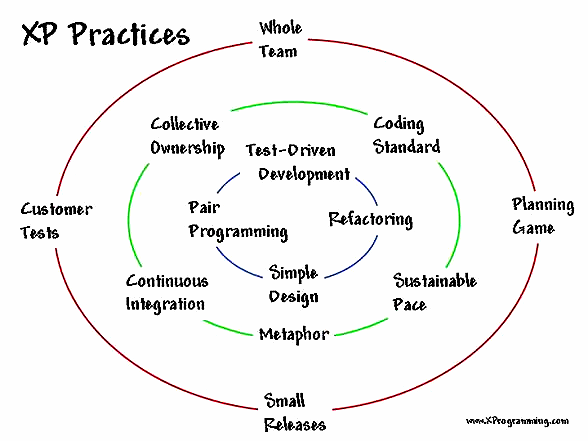 XP Practices
Whole
Team
Collective
Ownership
Coding
Standard
Test-Driven
Development
Customer
Tests
Pair
Programming
Refactoring
Planning
Game
Continuous
Integration
Simple
Design
Sustainable
Pace
Metaphor
Small
Releases
www.XProgramming.com